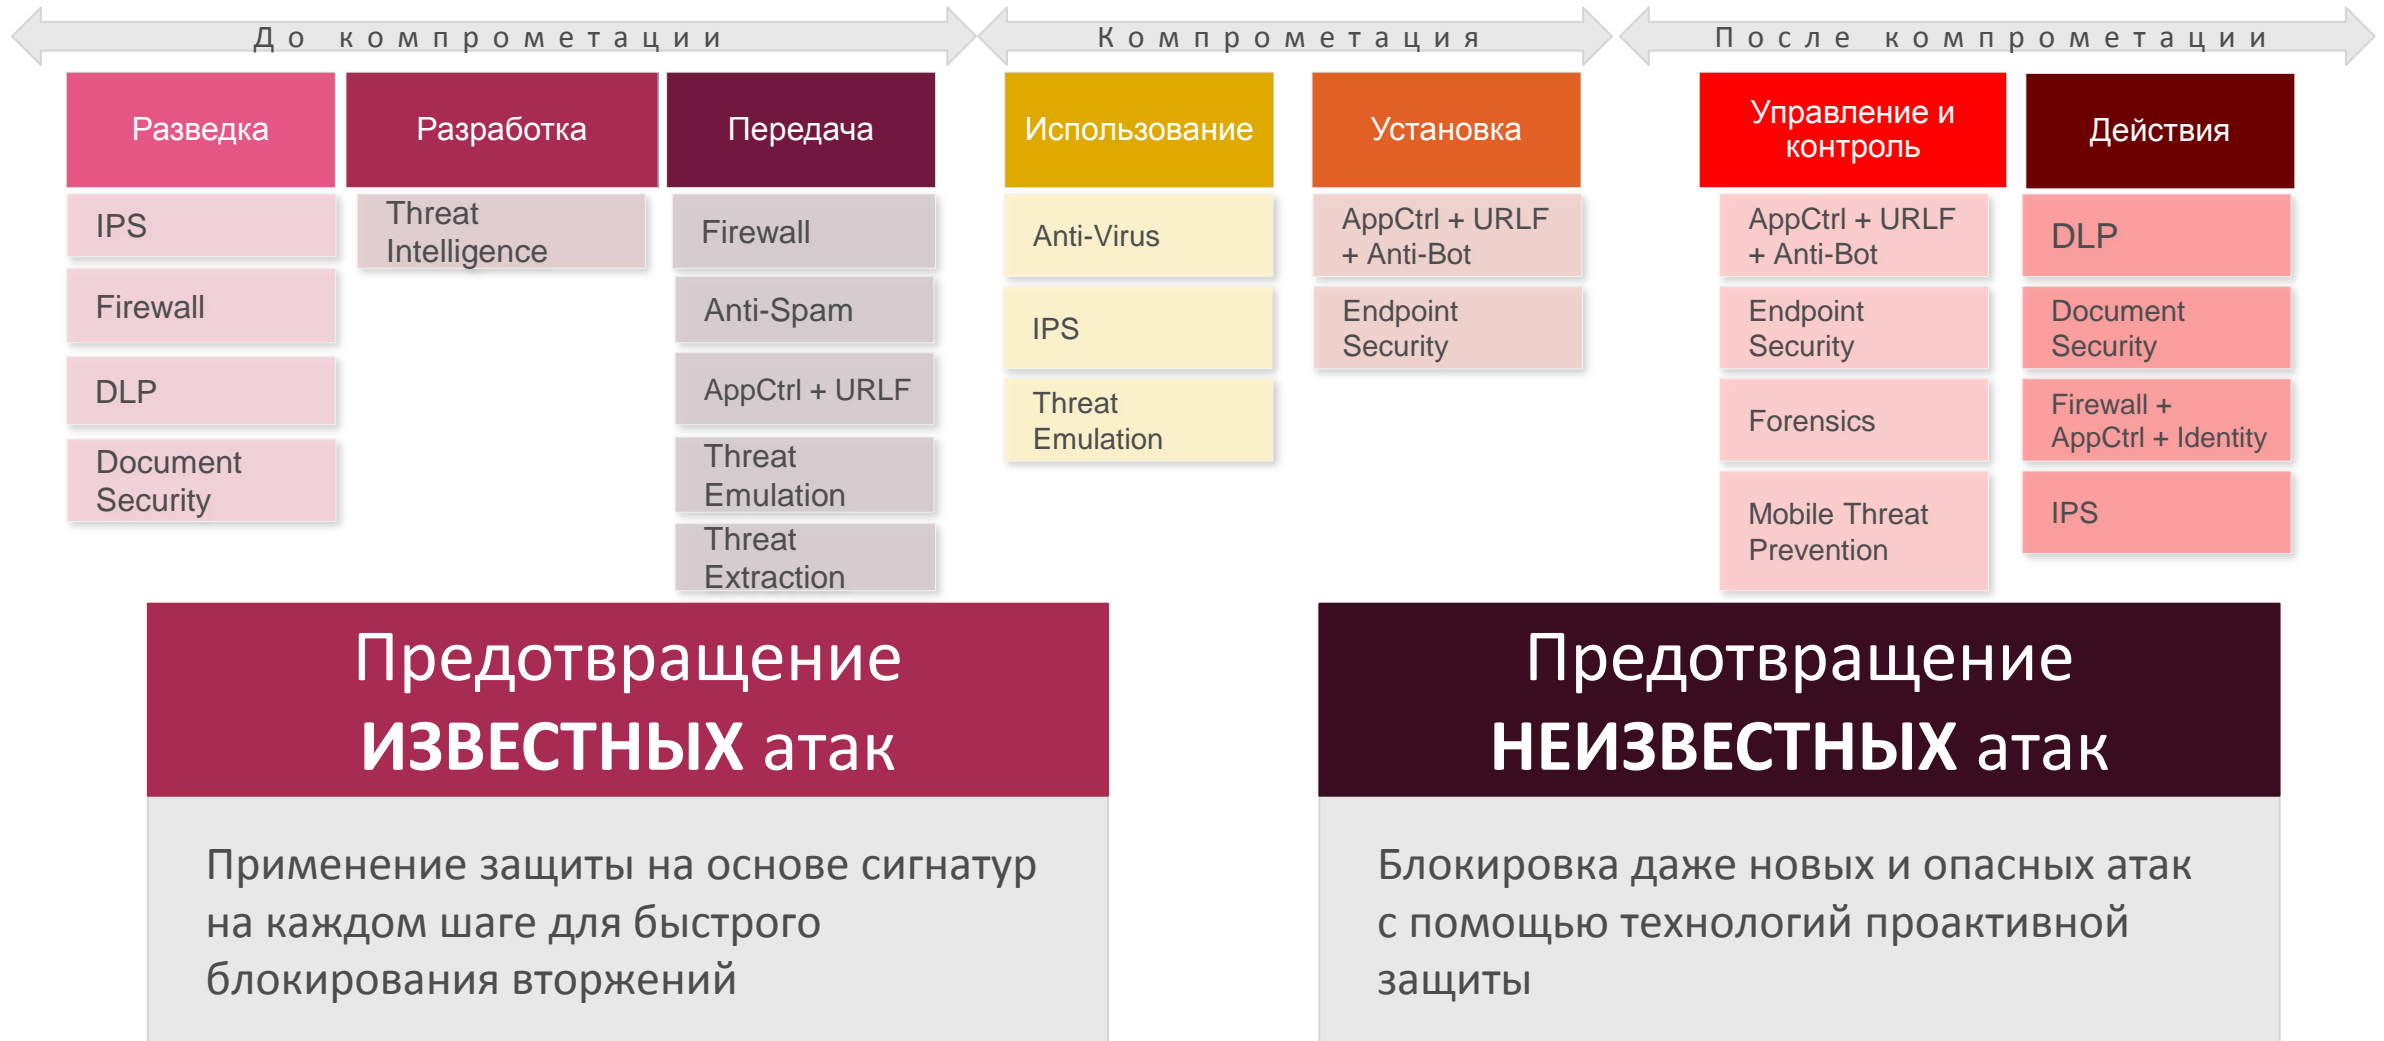 До компрометации
Компрометация
После компрометации
Разведка
Разработка
Передача
Использование
Установка
Управление и
контроль
Действия
IPS
Firewall
DLP
Document
Security
Threat
Intelligence
Firewall
Anti-Spam
AppCtrl + URLF
Threat
Emulation
Threat
Extraction
Anti-Virus
IPS
Threat
Emulation
AppCtrl + URLF
+ Anti-Bot
Endpoint
Security
AppCtrl + URLF
+ Anti-Bot
Endpoint
Security
Forensics
Mobile Threat
Prevention
DLP
Document
Security
Firewall +
AppCtrl + Identity
IPS
Предотвращение
ИЗВЕСТНЫХ атак
Применение защиты на основе сигнатур
на каждом шаге для быстрого
блокирования вторжений
Предотвращение
НЕИЗВЕСТНЫХ атак
Блокировка даже новых и опасных атак
с помощью технологий проактивной
защиты